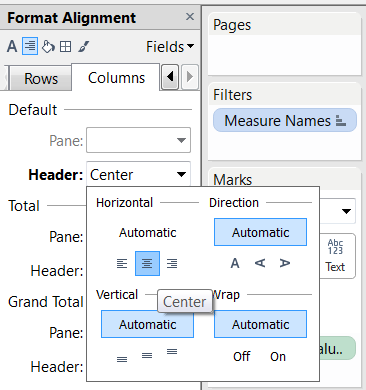 Format Alignment
Fields
Rows
Columns
Default
Pane:
Header:
Center
Total
Pane:
Header:
Grand Total
Pane:
Header:
Horizontal
Automatic
Direction
Automatic
A
A
A
Vertical
Automatic
Center
Wrap
Automatic
Off
On
Pages
Filters
Measure Names
Marks
Abc
123
Text
alu..